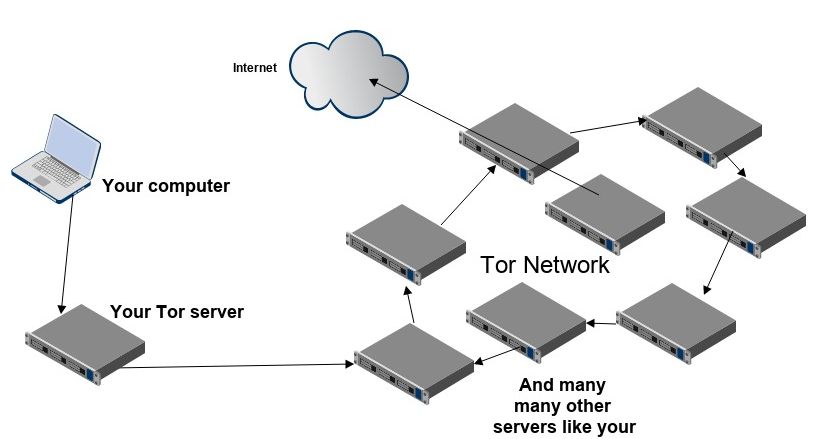 Internet
Your computer
Tor Network
Your Tor server
And many
many other
servers like your